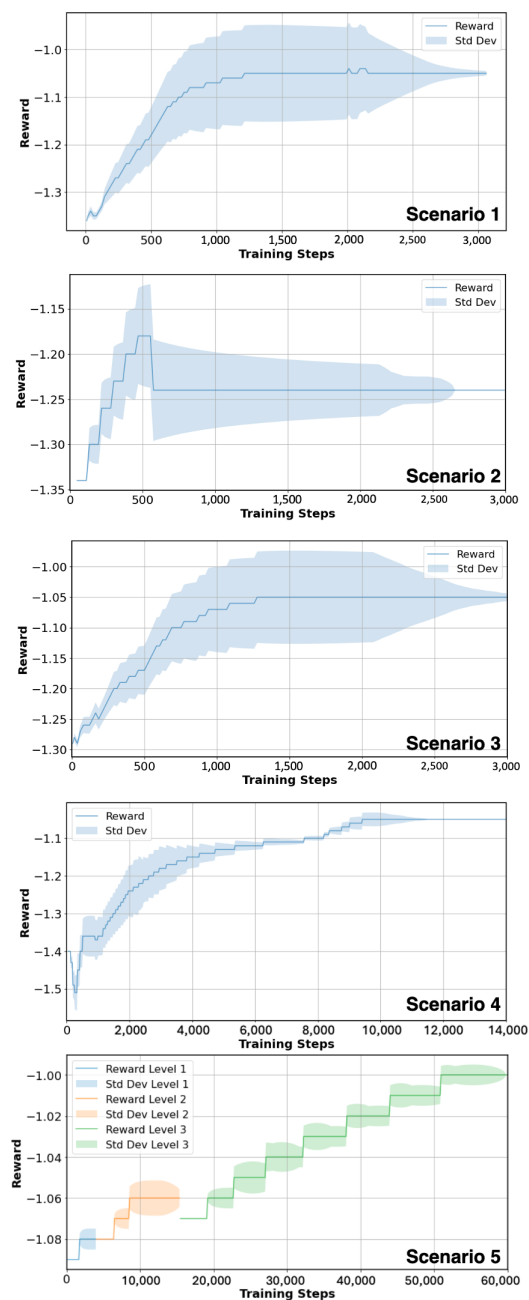 Reward
Std Dev
−1.0
−1.1
−1.2
−1.3
Reward
Scenario 1
0
500
1,000
1,500
2,000
2,500
3,000
Training Steps
Reward
Std Dev
−1.15
−1.20
−1.25
−1.30
−1.35
Reward
Scenario 2
0
500
1,000
1,500
2,000
2,500
3,000
Training Steps
Reward
Std Dev
−1.00
−1.05
−1.10
−1.15
−1.20
−1.25
−1.30
Reward
Scenario 3
0
500
1,000
1,500
2,000
2,500
3,000
Training Steps
Reward
Std Dev
−1.1
−1.2
−1.3
−1.4
−1.5
Reward
Scenario 4
0
2,000
4,000
6,000
8,000
10,000
12,000
14,000
Training Steps
Reward Level 1
Std Dev Level 1
Reward Level 2
Std Dev Level 2
Reward Level 3
Std Dev Level 3
−1.00
−1.02
−1.04
−1.06
−1.08
Reward
Scenario 5
0
10,000
20,000
30,000
40,000
50,000
60,000
Training Steps